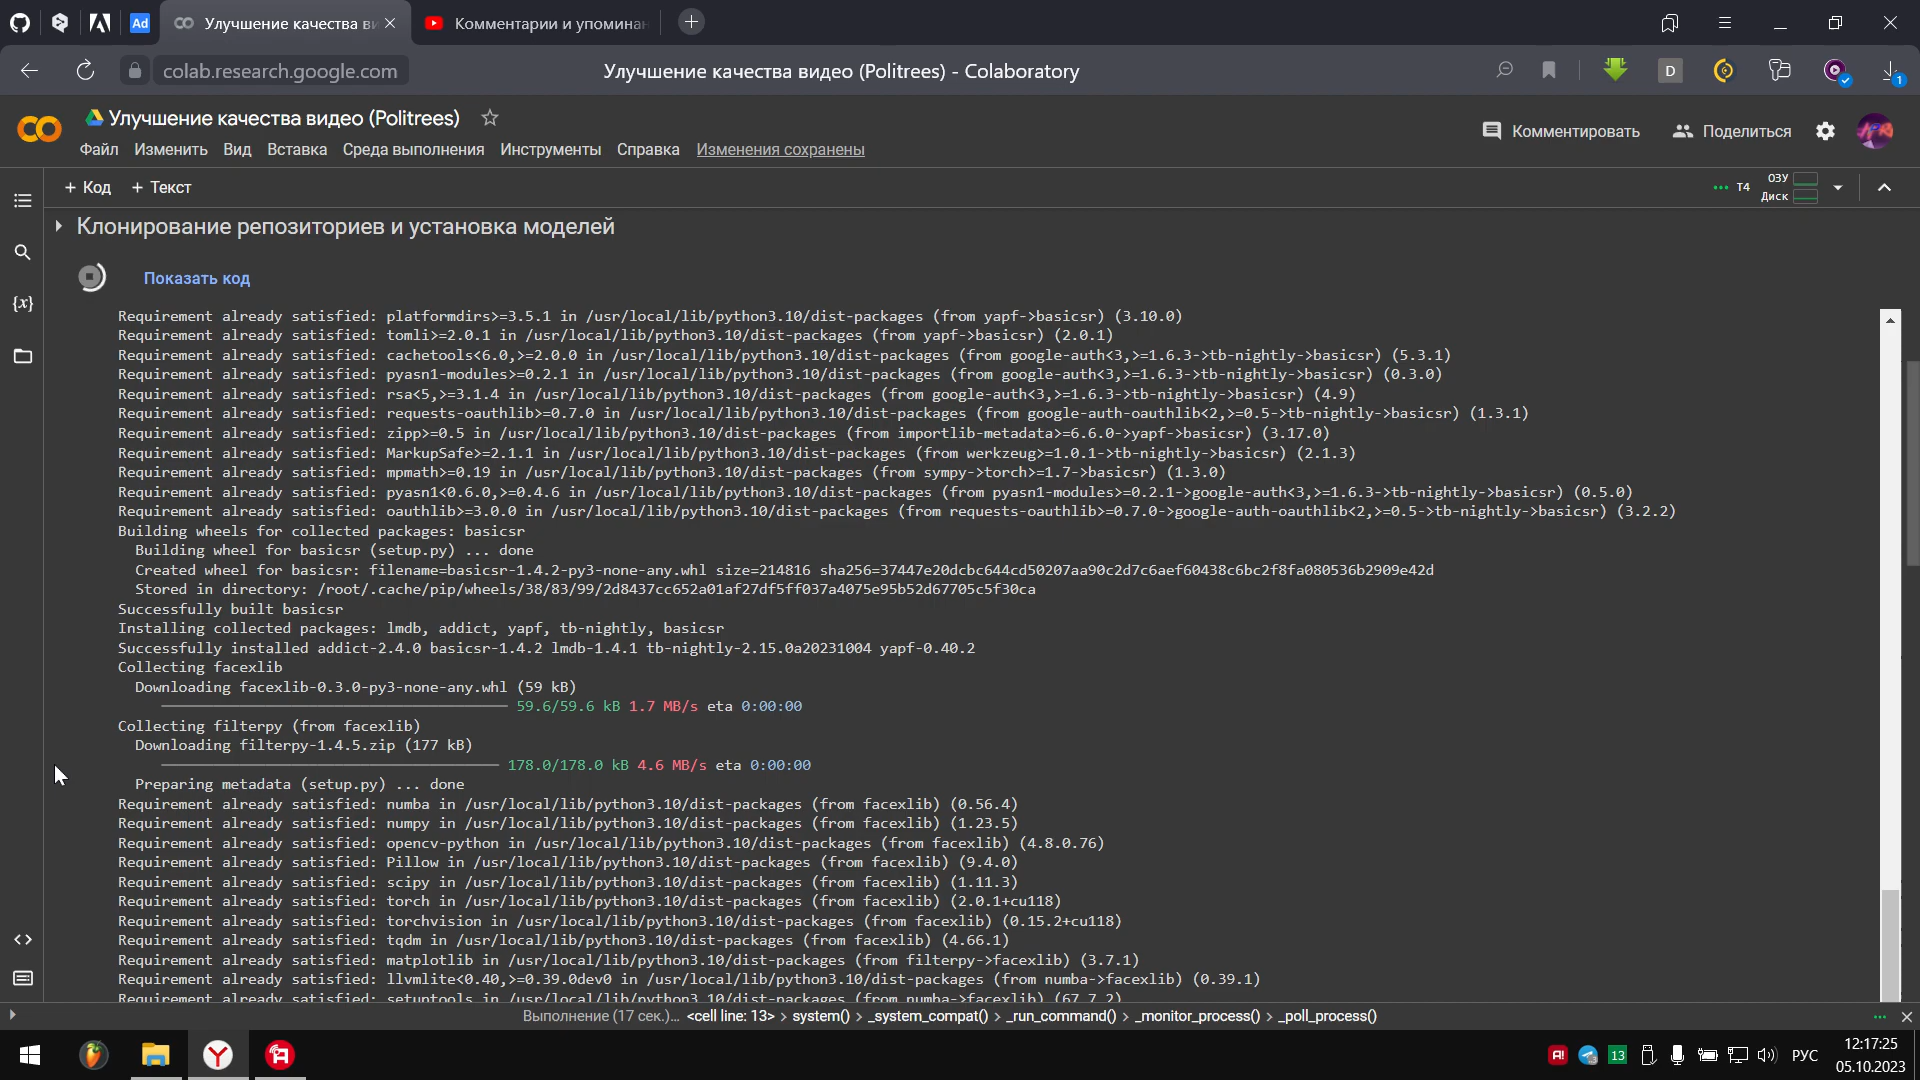 Ad
Улучшение качества ви
Комментарии и упомина
colab.research.google.com
Улучшение качества видео (Politrees) - Colaboratory
D
1
Улучшение качества видео (Politrees)
Комментировать
Поделиться
Файл Изменить Вид Вставка Среда выполнения Инструменты Справка Изменения сохранены
+ Код + Текст
T4
ОЗУ
Диск
Клонирование репозиториев и установка моделей
{x}
Показать код
Requirement already satisfied: platformdirs>=3.5.1 in /usr/local/lib/python3.10/dist-packages (from yapf->basicsr) (3.10.0)
Requirement already satisfied: tomli>=2.0.1 in /usr/local/lib/python3.10/dist-packages (from yapf->basicsr) (2.0.1)
Requirement already satisfied: cachetools<6.0,>=2.0.0 in /usr/local/lib/python3.10/dist-packages (from google-auth<3,>=1.6.3->tb-nightly->basicsr) (5.3.1)
Requirement already satisfied: pyasn1-modules>=0.2.1 in /usr/local/lib/python3.10/dist-packages (from google-auth<3,>=1.6.3->tb-nightly->basicsr) (0.3.0)
Requirement already satisfied: rsa<5,>=3.1.4 in /usr/local/lib/python3.10/dist-packages (from google-auth<3,>=1.6.3->tb-nightly->basicsr) (4.9)
Requirement already satisfied: requests-oauthlib>=0.7.0 in /usr/local/lib/python3.10/dist-packages (from google-auth-oauthlib<2,>=0.5->tb-nightly->basicsr) (1.3.1)
Requirement already satisfied: zipp>=0.5 in /usr/local/lib/python3.10/dist-packages (from importlib-metadata>=6.6.0->yapf->basicsr) (3.17.0)
Requirement already satisfied: MarkupSafe>=2.1.1 in /usr/local/lib/python3.10/dist-packages (from werkzeug>=1.0.1->tb-nightly->basicsr) (2.1.3)
Requirement already satisfied: mpmath>=0.19 in /usr/local/lib/python3.10/dist-packages (from sympy->torch>=1.7->basicsr) (1.3.0)
Requirement already satisfied: pyasn1<0.6.0,>=0.4.6 in /usr/local/lib/python3.10/dist-packages (from pyasn1-modules>=0.2.1->google-auth<3,>=1.6.3->tb-nightly->basicsr) (0.5.0)
Requirement already satisfied: oauthlib>=3.0.0 in /usr/local/lib/python3.10/dist-packages (from requests-oauthlib>=0.7.0->google-auth-oauthlib<2,>=0.5->tb-nightly->basicsr) (3.2.2)
Building wheels for collected packages: basicsr
Building wheel for basicsr (setup.py) ... done
Created wheel for basicsr: filename=basicsr-1.4.2-py3-none-any.whl size=214816 sha256=37447e20dcbc644cd50207aa90c2d7c6aef60438c6bc2f8fa080536b2909e42d
Stored in directory: /root/.cache/pip/wheels/38/83/99/2d8437cc652a01af27df5ff037a4075e95b52d67705c5f30ca
Successfully built basicsr
Installing collected packages: lmdb, addict, yapf, tb-nightly, basicsr
Successfully installed addict-2.4.0 basicsr-1.4.2 lmdb-1.4.1 tb-nightly-2.15.0a20231004 yapf-0.40.2
Collecting facexlib
Downloading facexlib-0.3.0-py3-none-any.whl (59 kB)
59.6/59.6 kB 1.7 MB/s eta 0:00:00
Collecting filterpy (from facexlib)
Downloading filterpy-1.4.5.zip (177 kB)
178.0/178.0 kB 4.6 MB/s eta 0:00:00
Preparing metadata (setup.py) ... done
Requirement already satisfied: numba in /usr/local/lib/python3.10/dist-packages (from facexlib) (0.56.4)
Requirement already satisfied: numpy in /usr/local/lib/python3.10/dist-packages (from facexlib) (1.23.5)
Requirement already satisfied: opencv-python in /usr/local/lib/python3.10/dist-packages (from facexlib) (4.8.0.76)
Requirement already satisfied: Pillow in /usr/local/lib/python3.10/dist-packages (from facexlib) (9.4.0)
Requirement already satisfied: scipy in /usr/local/lib/python3.10/dist-packages (from facexlib) (1.11.3)
Requirement already satisfied: torch in /usr/local/lib/python3.10/dist-packages (from facexlib) (2.0.1+cu118)
Requirement already satisfied: torchvision in /usr/local/lib/python3.10/dist-packages (from facexlib) (0.15.2+cu118)
Requirement already satisfied: tqdm in /usr/local/lib/python3.10/dist-packages (from facexlib) (4.66.1)
Requirement already satisfied: matplotlib in /usr/local/lib/python3.10/dist-packages (from filterpy->facexlib) (3.7.1)
Requirement already satisfied: llvmlite<0.40,>=0.39.0dev0 in /usr/local/lib/python3.10/dist-packages (from numba->facexlib) (0.39.1)
Requirement already satisfied: setuptools in /usr/local/lib/python3.10/dist-packages (from numba->facexlib) (67.7.2)
Выполнение (17 сек.)... <cell line: 13> > system() > _system_compat() > _run_command() > _monitor_process() > _poll_process()
13
РУС
12:17:25
05.10.2023